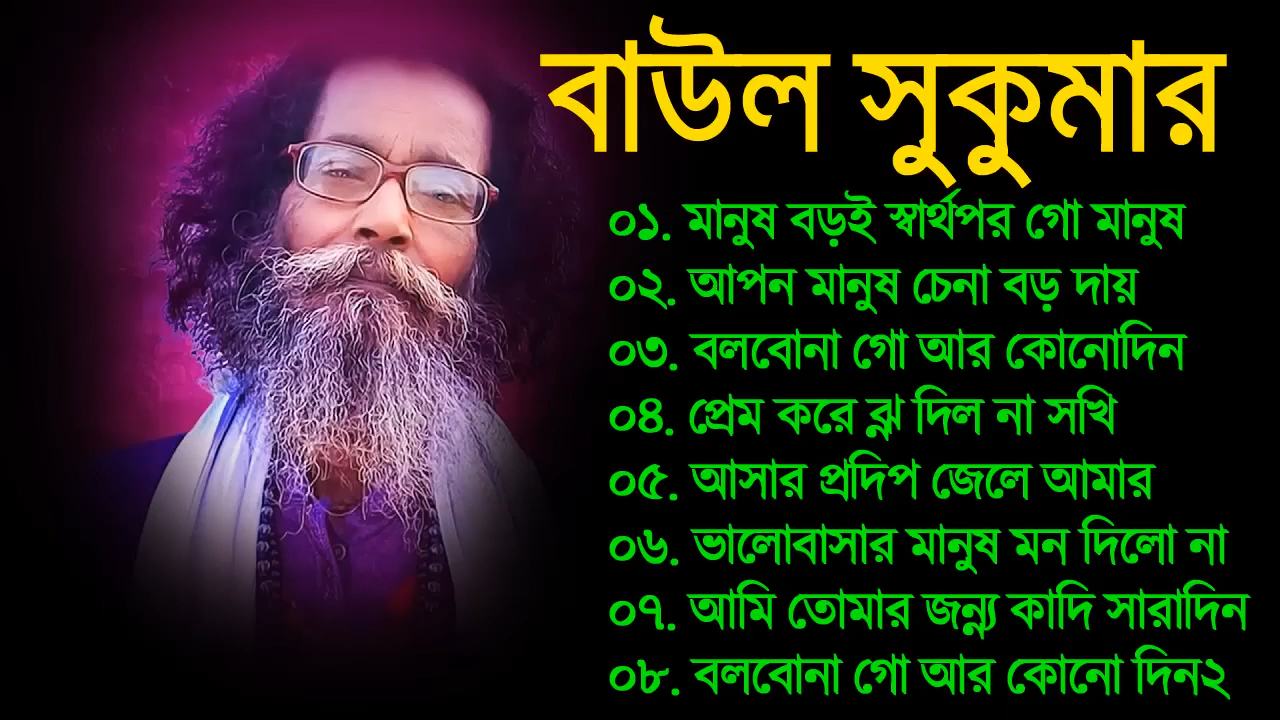 বাউল সুকুমার
০১. মানুষ বড়ই স্বার্থপর গো মানুষ
০২. আপন মানুষ চেনা বড় দায়
০৩. বলবোনা গো আর কোনোদিন
০৪. প্রেম করে দিল না সখি
০৫. আসার প্রদিপ জেলে আমার
০৬. ভালোবাসার মানুষ মন দিলো না
০৭. আমি তোমার জন্ন্য কাদি সারাদিন
০৮. বলবোনা গো আর কোনো দিন২